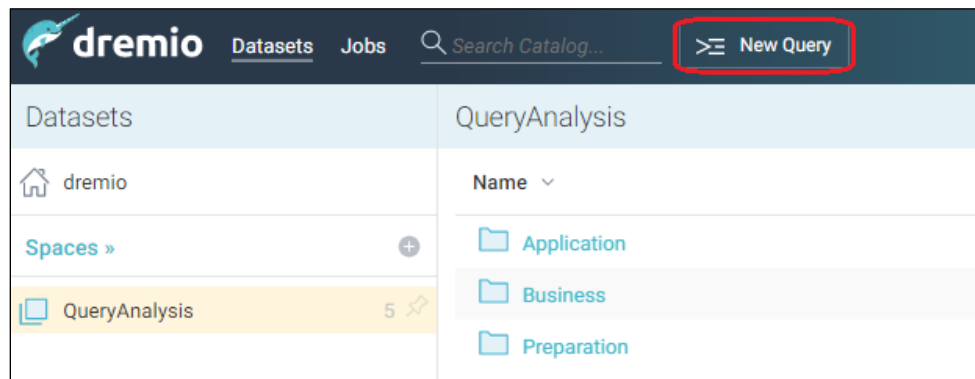 dremio Datasets Jobs Search Catalog... New Query
Datasets
QueryAnalysis
dremio
Name
Spaces »
Application
Business
QueryAnalysis 5
Preparation